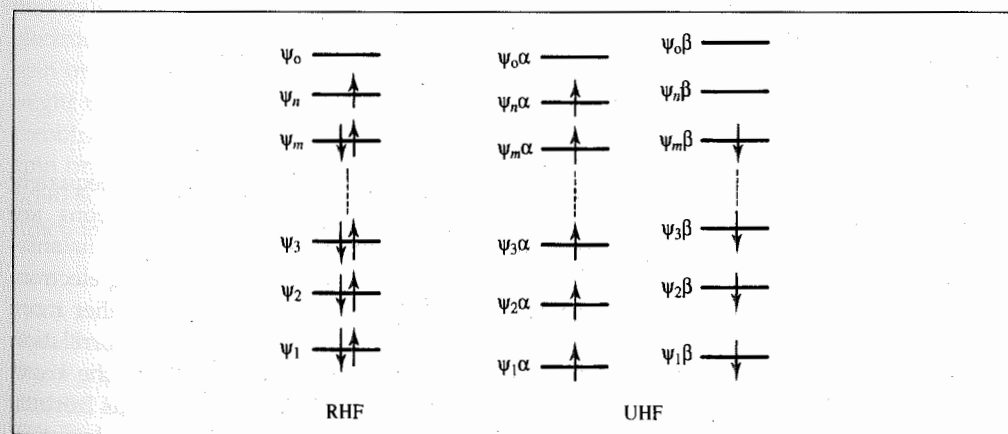 ψo
ψn
ψm
ψ3
ψ2
ψ1
RHF
ψoα
ψnα
ψmα
ψ3α
ψ2α
ψ1α
ψoβ
ψnβ
ψmβ
ψ3β
ψ2β
ψ1β
UHF